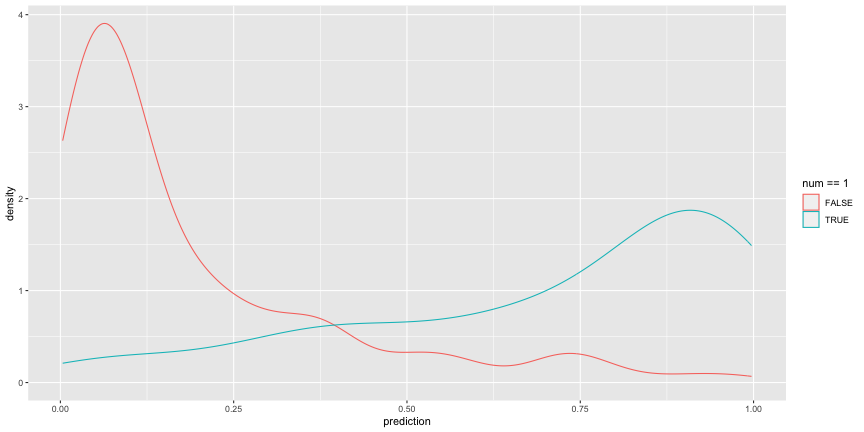 4
3
2
1
0
density
0.00 0.25 0.50 0.75 1.00
prediction
num == 1
FALSE
TRUE